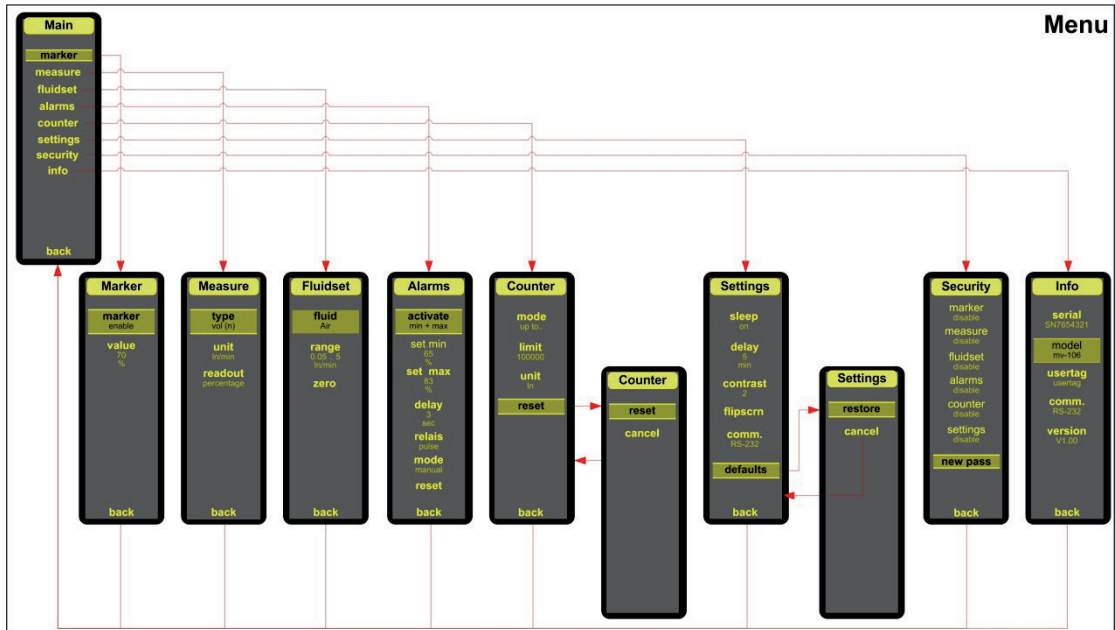 Menu
Main
marker
measure
fluidset
alarms
counter
settings
security
info
back
Marker
marker
enable
value
70
%
back
Measure
type
vol (n)
unit
ln/min
readout
percentage
back
Fluidset
fluid
Air
range
0.05 .. 5
ln/min
zero
back
Alarms
activate
min + max
set min
65
%
set max
83
%
delay
3
sec
relais
pulse
mode
manual
reset
back
Counter
mode
up to..
limit
100000
unit
ln
reset
back
Counter
reset
cancel
Settings
sleep
on
delay
5
min
contrast
2
flipscrn
comm.
RS-232
defaults
back
Settings
restore
cancel
Security
marker
disable
measure
disable
fluidset
disable
alarms
disable
counter
disable
settings
disable
new pass
back
Info
serial
SN7654321
model
mv-106
usertag
usertag
comm.
RS-232
version
V1.00
back